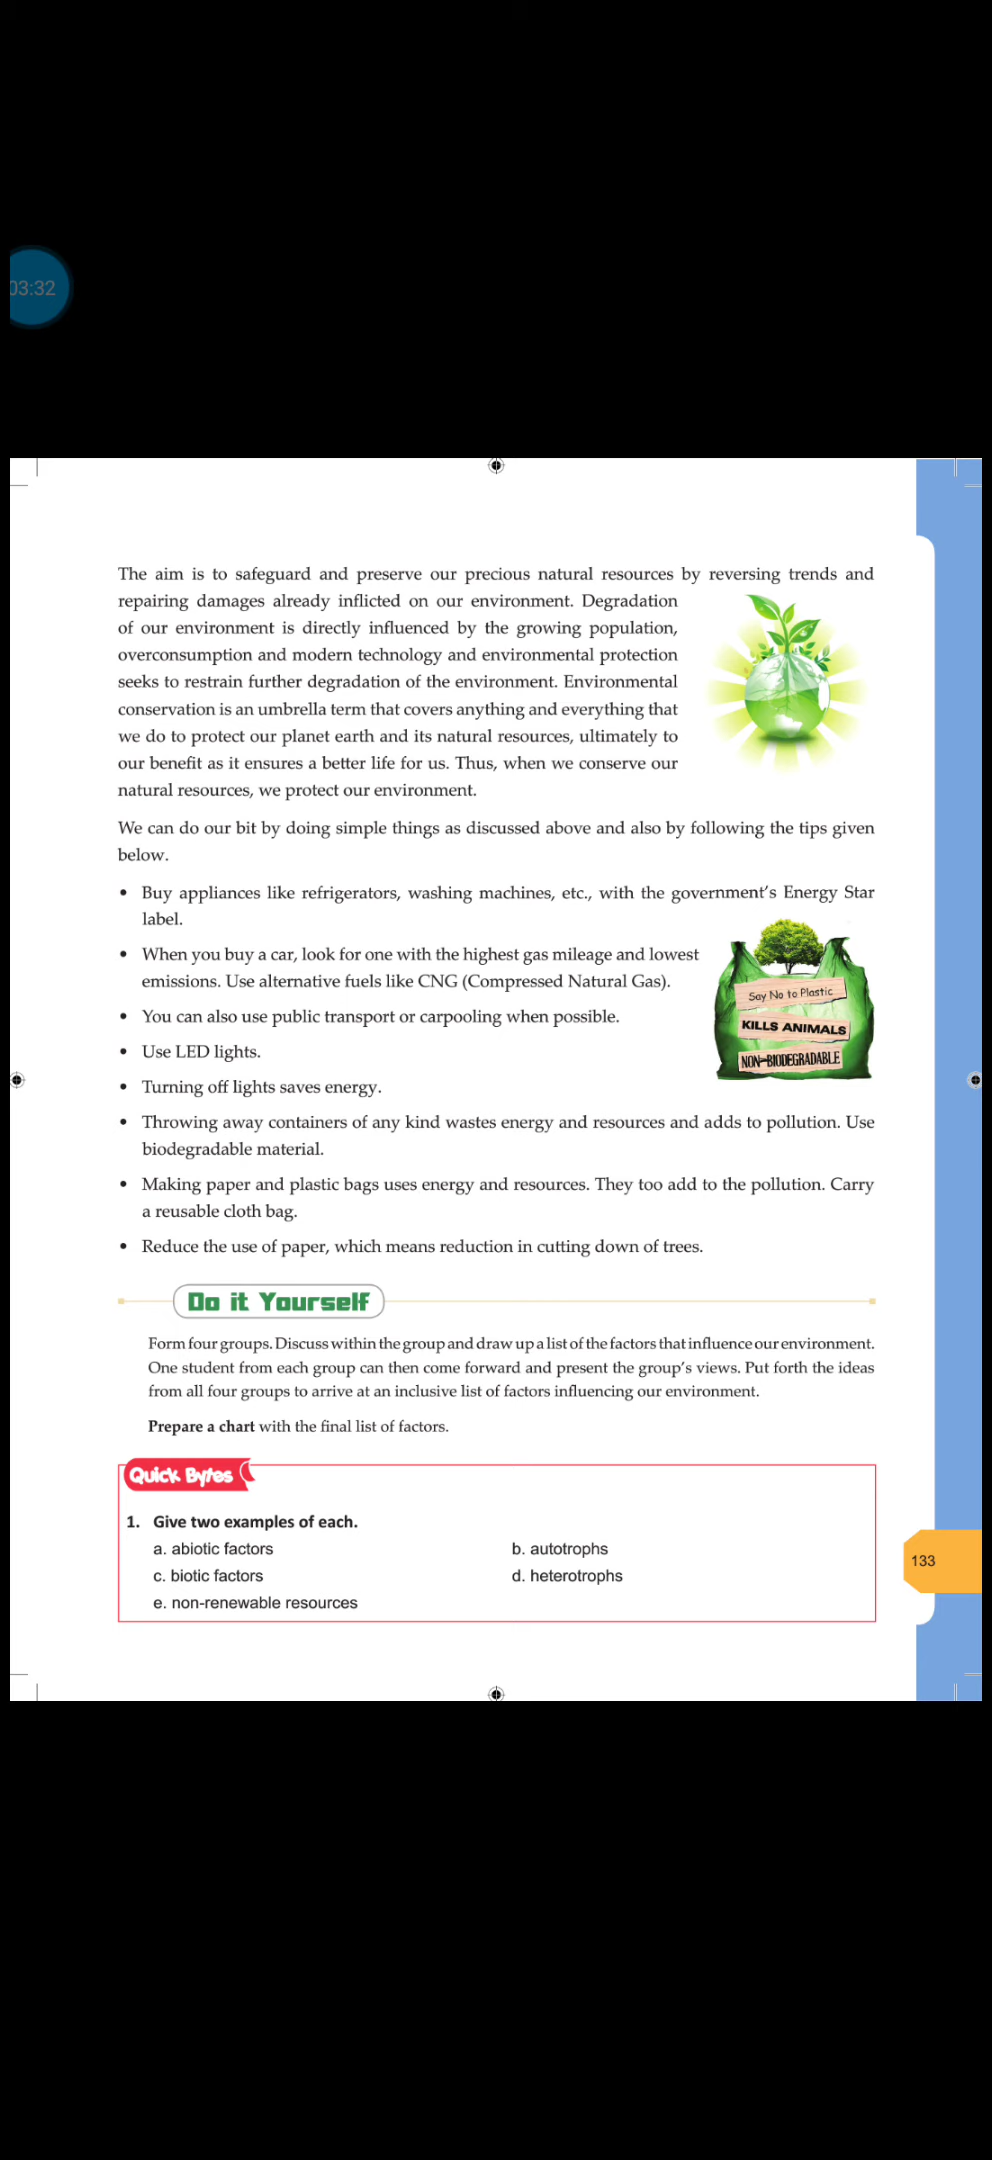 03:32
The aim is to safeguard and preserve our precious natural resources by reversing trends and
repairing damages already inflicted on our environment. Degradation
of our environment is directly influenced by the growing population,
overconsumption and modern technology and environmental protection
seeks to restrain further degradation of the environment. Environmental
conservation is an umbrella term that covers anything and everything that
we do to protect our planet earth and its natural resources, ultimately to
our benefit as it ensures a better life for us. Thus, when we conserve our
natural resources, we protect our environment.
We can do our bit by doing simple things as discussed above and also by following the tips given
below.
• Buy appliances like refrigerators, washing machines, etc., with the government's Energy Star
label.
• When you buy a car, look for one with the highest gas mileage and lowest
emissions. Use alternative fuels like CNG (Compressed Natural Gas).
• You can also use public transport or carpooling when possible.
• Use LED lights.
• Turning off lights saves energy.
Say No to Plastic
KILLS ANIMALS
NON-BIODEGRADABLE
• Throwing away containers of any kind wastes energy and resources and adds to pollution. Use
biodegradable material.
• Making paper and plastic bags uses energy and resources. They too add to the pollution. Carry
a reusable cloth bag.
• Reduce the use of paper, which means reduction in cutting down of trees.
Do it Yourself
Form four groups. Discuss within the group and draw up a list of the factors that influence our environment.
One student from each group can then come forward and present the group's views. Put forth the ideas
from all four groups to arrive at an inclusive list of factors influencing our environment.
Prepare a chart with the final list of factors.
Quick Bytes
1. Give two examples of each.
a. abiotic factors
b. autotrophs
c. biotic factors
d. heterotrophs
e. non-renewable resources
133